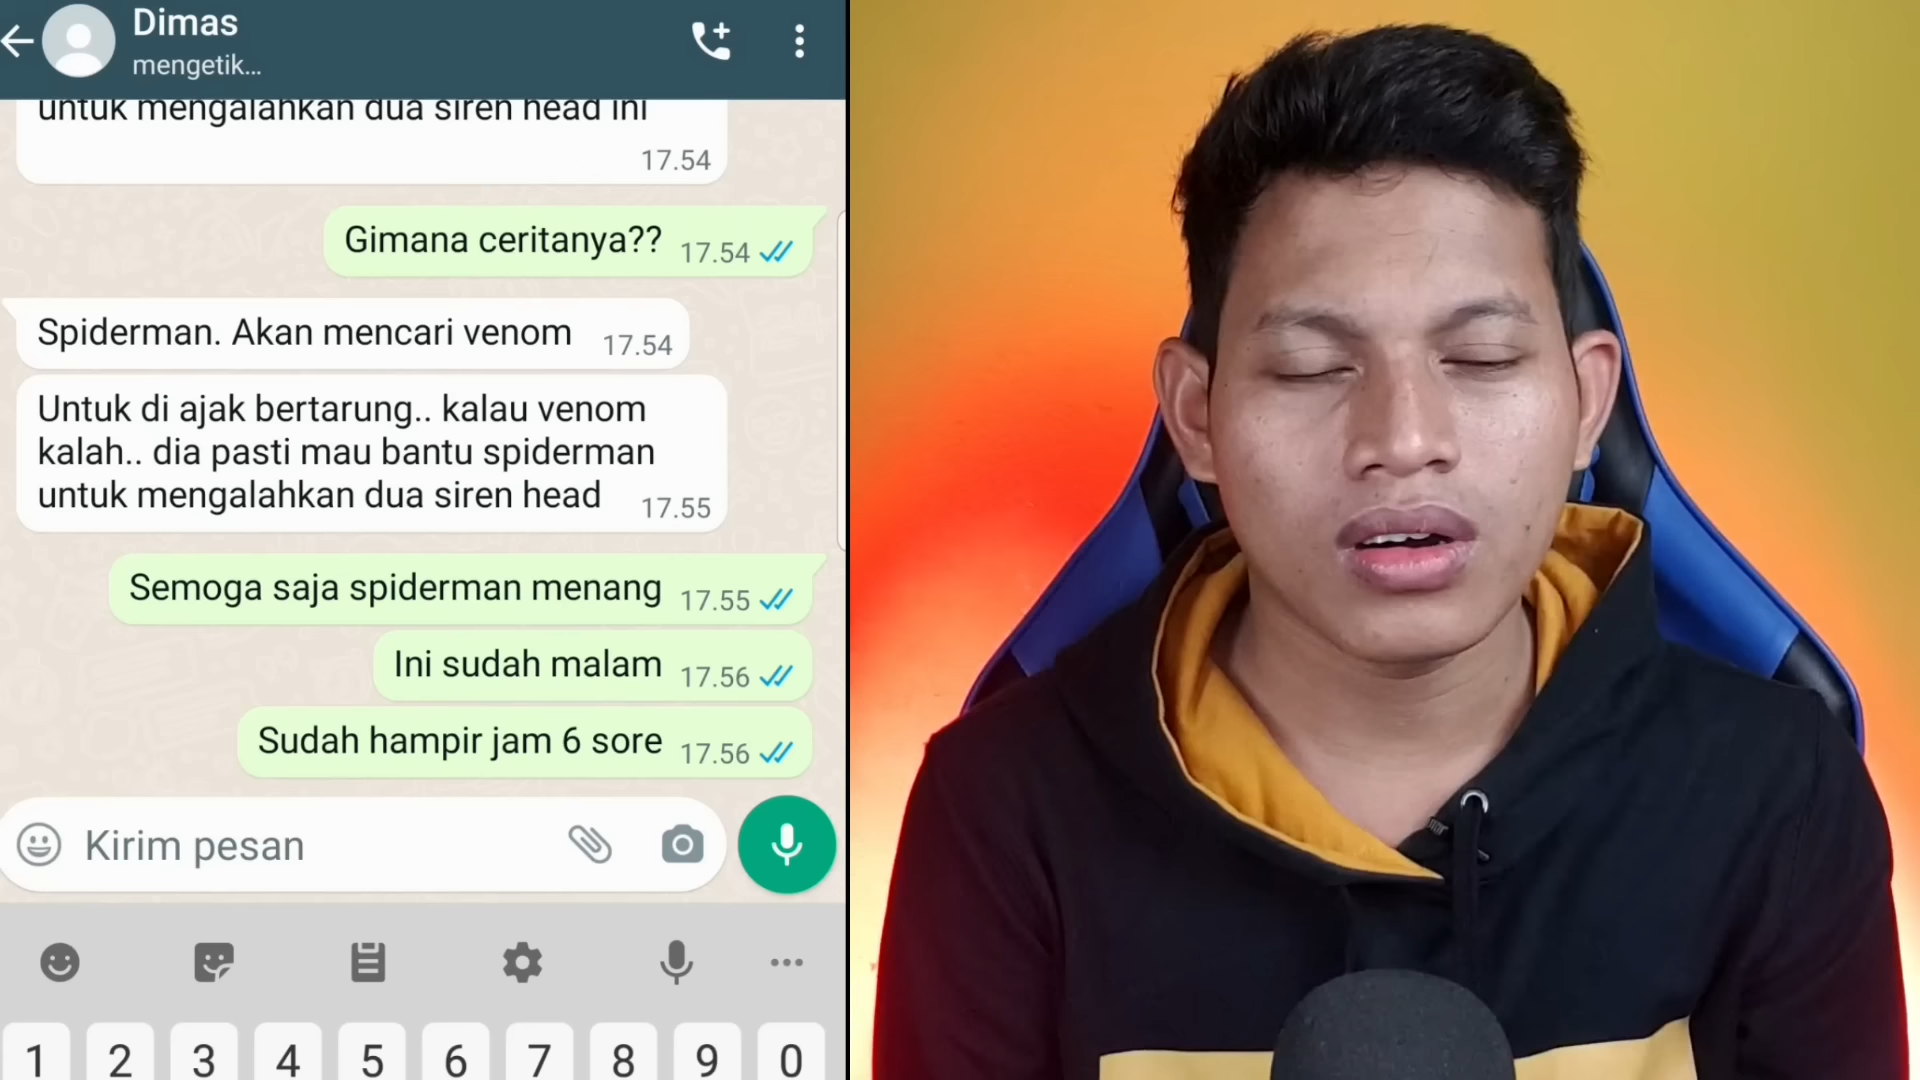 Dimas
mengetik...
untuk mengalahkan dua siren head ini
17.54
Gimana ceritanya?? 17.54
Spiderman. Akan mencari venom 17.54
Untuk di ajak bertarung.. kalau venom
kalah.. dia pasti mau bantu spiderman
untuk mengalahkan dua siren head 17.55
Semoga saja spiderman menang 17.55
Ini sudah malam 17.56
Sudah hampir jam 6 sore 17.56
Kirim pesan
1 2 3 4 5 6 7 8 9 0